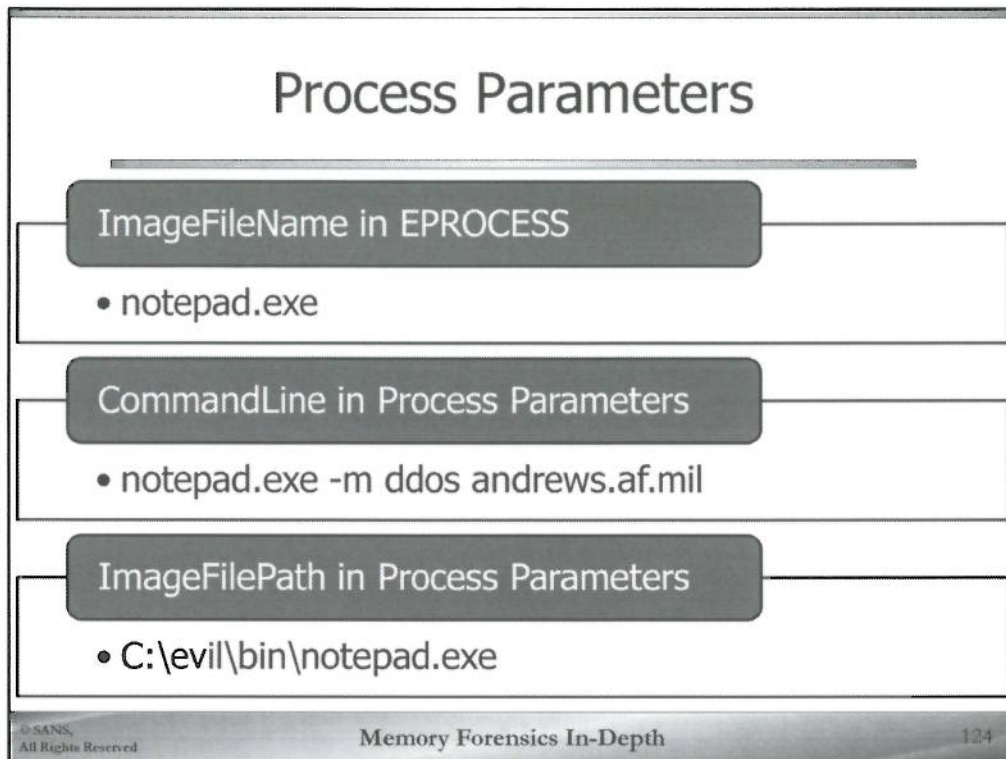 Process Parameters
ImageFileName in EPROCESS
• notepad.exe
CommandLine in Process Parameters
• notepad.exe -m ddos andrews.af.mil
ImageFilePath in Process Parameters
• C:\evil\bin\notepad.exe
© SANS,
All Rights Reserved
Memory Forensics In-Depth
124